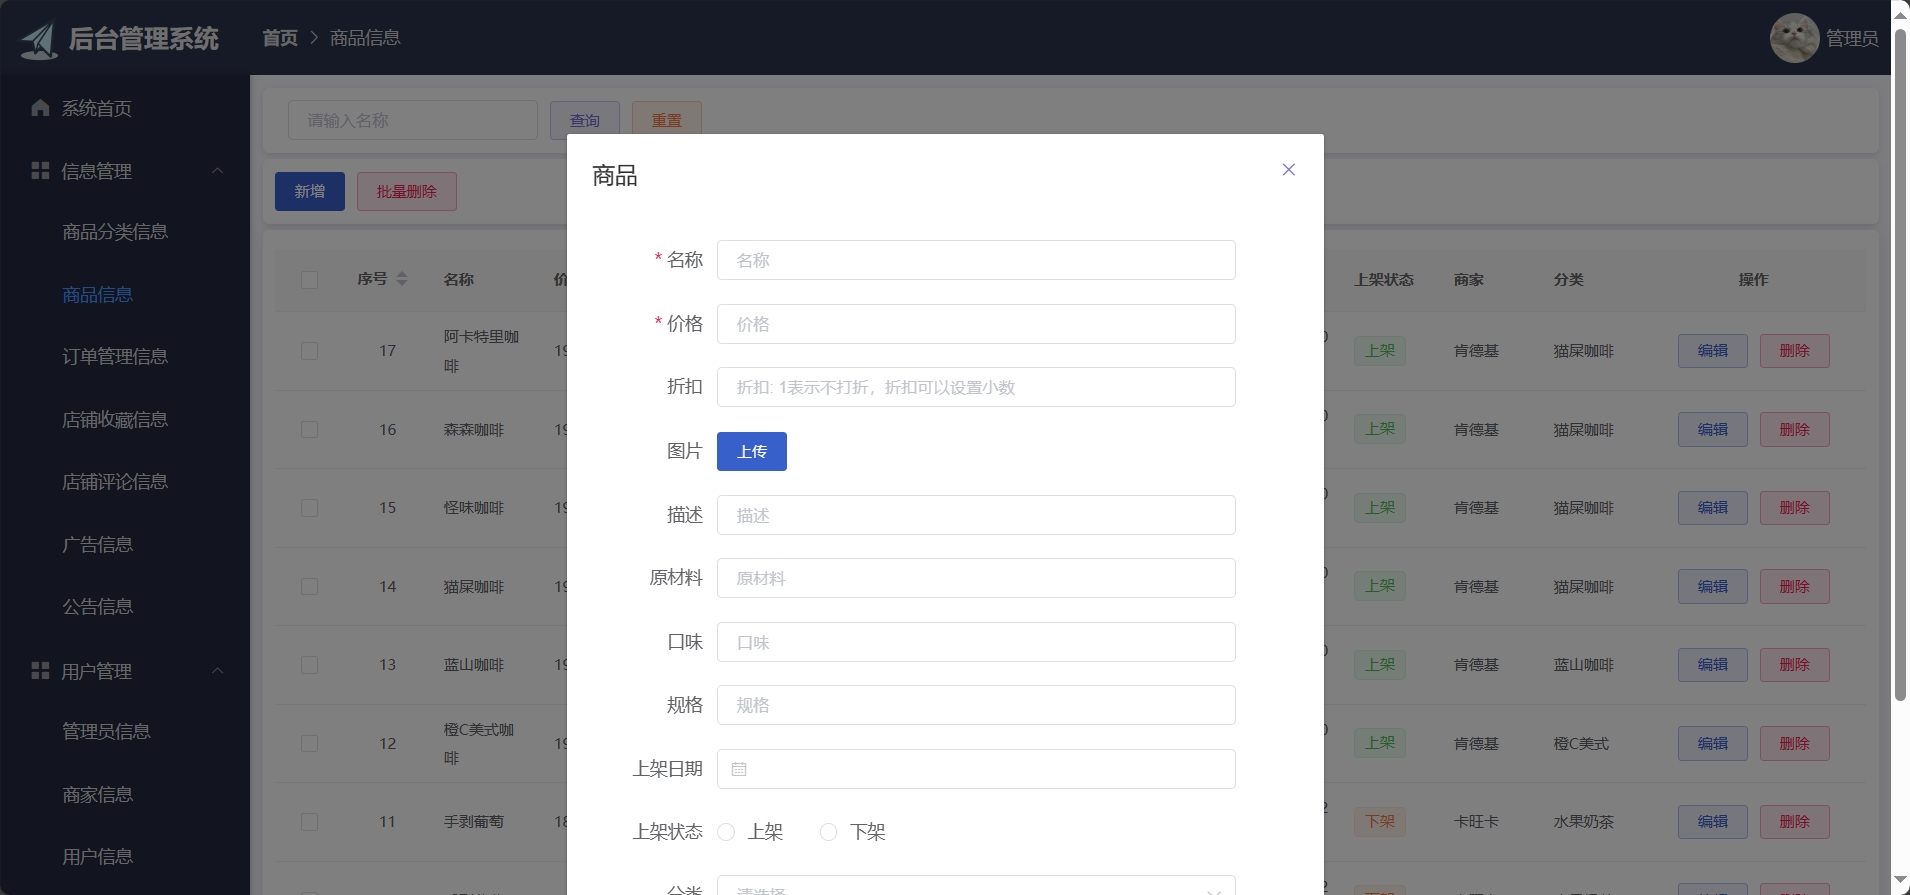 后台管理系统
首页 > 商品信息
管理员
系统首页
信息管理
商品分类信息
商品信息
订单管理信息
店铺收藏信息
店铺评论信息
广告信息
公告信息
用户管理
管理员信息
商家信息
用户信息
请输入名称
查询
重置
新增
批量删除
序号 名称 价 上架状态 商家 分类 操作
17 阿卡特里咖啡 19 0 上架 肯德基 猫屎咖啡 编辑 删除
16 森森咖啡 19 0 上架 肯德基 猫屎咖啡 编辑 删除
15 怪味咖啡 19 0 上架 肯德基 猫屎咖啡 编辑 删除
14 猫屎咖啡 19 0 上架 肯德基 猫屎咖啡 编辑 删除
13 蓝山咖啡 19 0 上架 肯德基 蓝山咖啡 编辑 删除
12 橙C美式咖啡 19 0 上架 肯德基 橙C美式 编辑 删除
11 手剥葡萄 18 2 下架 卡旺卡 水果奶茶 编辑 删除
商品
* 名称 名称
* 价格 价格
折扣 折扣: 1表示不打折，折扣可以设置小数
图片 上传
描述 描述
原材料 原材料
口味 口味
规格 规格
上架日期
上架状态 上架 下架
分类 请选择